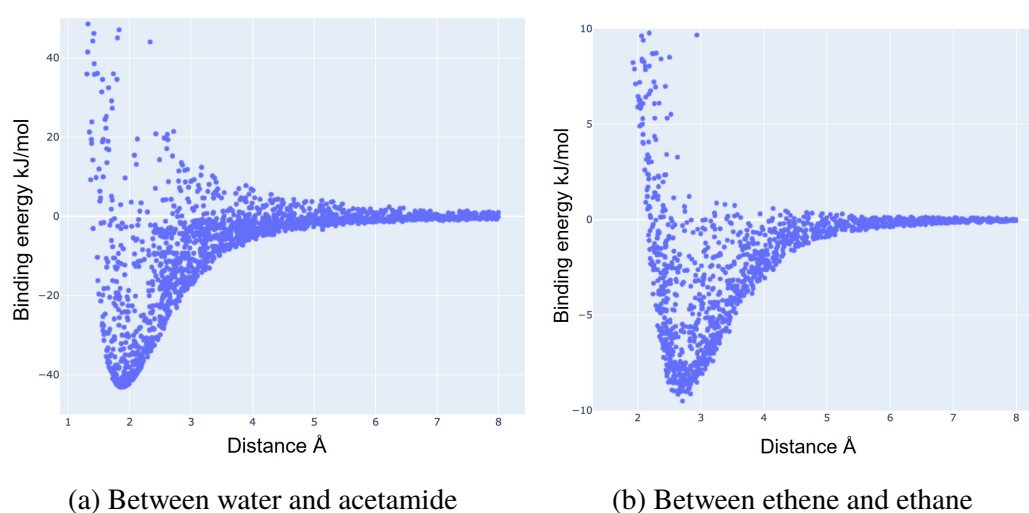 Binding energy kJ/mol
40
20
0
−20
−40
1 2 3 4 5 6 7 8
Distance Å
(a) Between water and acetamide
Binding energy kJ/mol
10
5
0
−5
−10
2 3 4 5 6 7 8
Distance Å
(b) Between ethene and ethane